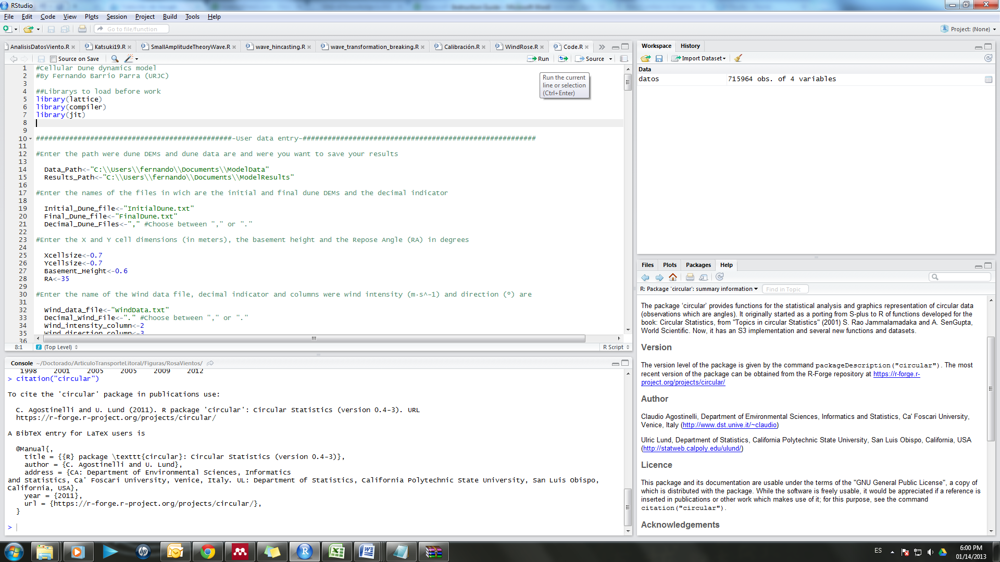 RStudio
File Edit Code View Plots Session Project Build Tools Help
Go to file/function
Project: (None)
AnalisisDatosViento.R Katsuki19.R SmallAmplitudeTheoryWave.R wave_hincasting.R wave_transformation_breaking.R Calibración.R WindRose.R Code.R
Source on Save Run Source
Run the current
line or selection
(Ctrl+Enter)
1 #Cellular Dune dynamics model
2 #By Fernando Barrio Parra (URJC)
3
4 ##Librarys to load before work
5 library(lattice)
6 library(compiler)
7 library(jit)
8
9
10 ###############################################-User data entry-########################################################
11
12 #Enter the path were dune DEMs and dune data are and were you want to save your results
13
14 Data_Path<-"C:\\Users\\fernando\\Documents\\ModelData"
15 Results_Path<-"C:\\Users\\fernando\\Documents\\ModelResults"
16
17 #Enter the names of the files in wich are the initial and final dune DEMs and the decimal indicator
18
19 Initial_Dune_file<-"InitialDune.txt"
20 Final_Dune_file<-"FinalDune.txt"
21 Decimal_Dune_Files<-"," #Choose between "," or "."
22
23 #Enter the X and Y cell dimensions (in meters), the basement height and the Repose Angle (RA) in degrees
24
25 Xcellsize<-0.7
26 Ycellsize<-0.7
27 Basement_Height<-0.6
28 RA<-35
29
30 #Enter the name of the Wind data file, decimal indicator and columns were wind intensity (m·s^-1) and direction (º) are
31
32 Wind_data_file<-"WindData.txt"
33 Decimal_Wind_File<-"." #Choose between "," or "."
34 Wind_intensity_column<-2
35 Wind_direction_column<-3
36
8:1 (Top Level) R Script
Console ~/Doctorado/ArticuloTransporteLitoral/Figuras/RosaVientos/
1998 2001 2005 2005 2009 2012
> citation("circular")
To cite the 'circular' package in publications use:
C. Agostinelli and U. Lund (2011). R package 'circular': Circular Statistics (version 0.4-3). URL
https://r-forge.r-project.org/projects/circular/
A BibTeX entry for LaTeX users is
@Manual{,
title = {{R} package \texttt{circular}: Circular Statistics (version 0.4-3)},
author = {C. Agostinelli and U. Lund},
address = {CA: Department of Environmental Sciences, Informatics
and Statistics, Ca' Foscari University, Venice, Italy. UL: Department of Statistics, California Polytechnic State University, San Luis Obispo,
California, USA},
year = {2011},
url = {https://r-forge.r-project.org/projects/circular/},
}
>
Workspace History
Import Dataset
Data
datos 715964 obs. of 4 variables
Files Plots Packages Help
R: Package 'circular': summary information Find in Topic
The package ‘circular’ provides functions for the statistical analysis and graphics representation of circular data
(observations which are angles). It originally started as a porting from S-plus to R of functions developed for the
book: Circular Statistics, from "Topics in circular Statistics" (2001) S. Rao Jammalamadaka and A. SenGupta,
World Scientific. Now, it has an S3 implementation and several new functions and datasets.
Version
The version level of the package is given by the command packageDescription("circular"). The most
recent version of the package can be obtained from the R-Forge repository at https://r-forge.r-
project.org/projects/circular/
Author
Claudio Agostinelli, Department of Environmental Sciences, Informatics and Statistics, Ca' Foscari University,
Venice, Italy (http://www.dst.unive.it/~claudio)
Ulric Lund, Department of Statistics, California Polytechnic State University, San Luis Obispo, California, USA
(http://statweb.calpoly.edu/ulund/)
Licence
This package and its documentation are usable under the terms of the "GNU General Public License", a copy of
which is distributed with the package. While the software is freely usable, it would be appreciated if a reference is
inserted in publications or other work which makes use of it; for this purpose, see the command
citation("circular").
Acknowledgements
ES
6:00 PM
01/14/2013